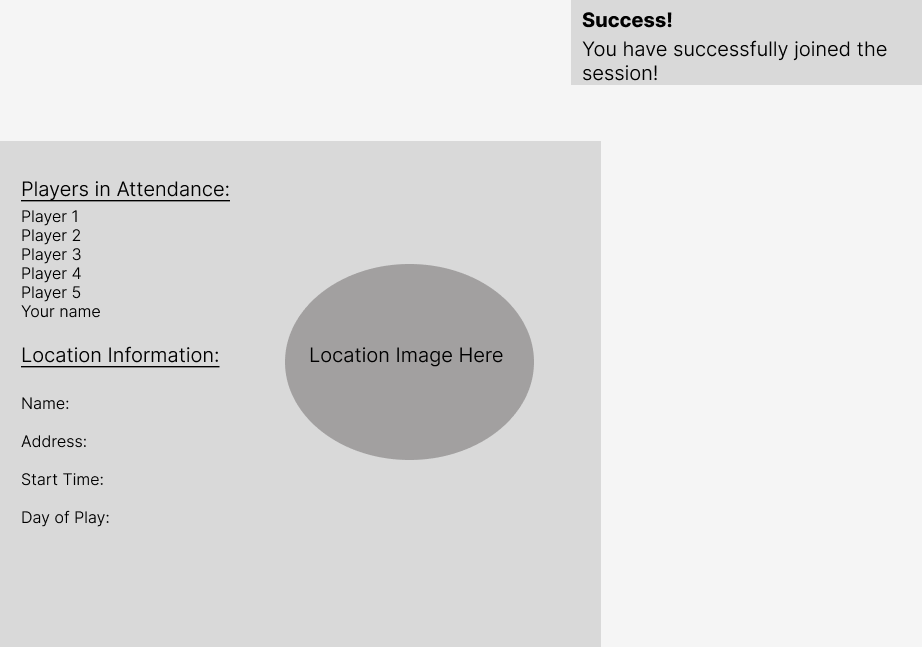 Success!
You have successfully joined the
session!
Players in Attendance:
Player 1
Player 2
Player 3
Player 4
Player 5
Your name
Location Information:
Location Image Here
Name:
Address:
Start Time:
Day of Play: